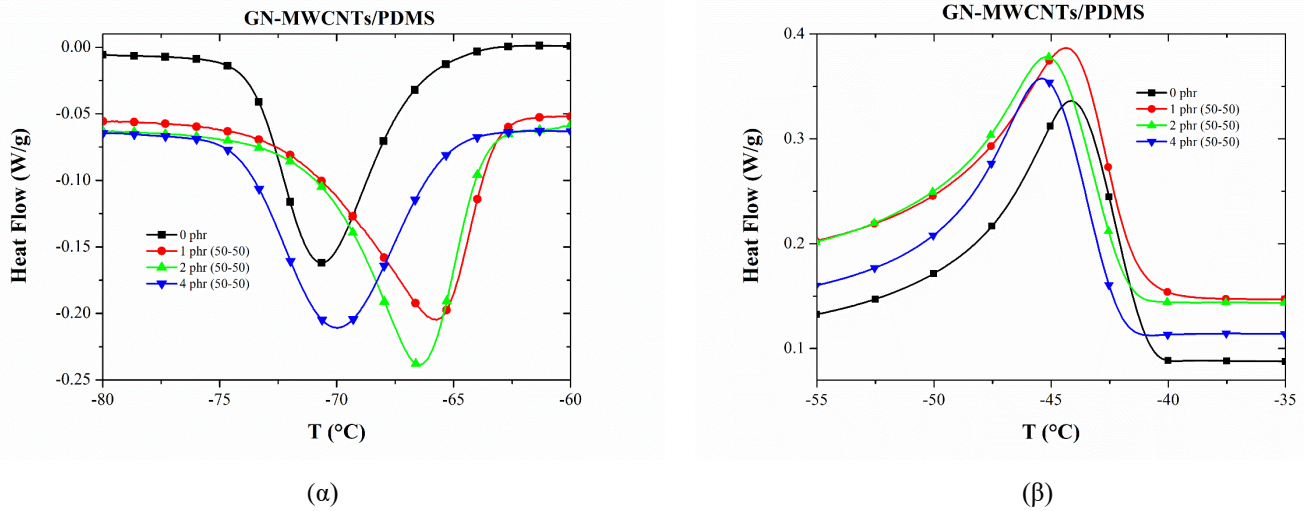 GN-MWCNTs/PDMS
0.00
-0.05
-0.10
-0.15
-0.20
-0.25
Heat Flow (W/g)
0 phr
1 phr (50-50)
2 phr (50-50)
4 phr (50-50)
-80
-75
-70
-65
-60
T (°C)
(α)
GN-MWCNTs/PDMS
0.4
0.3
0.2
0.1
Heat Flow (W/g)
0 phr
1 phr (50-50)
2 phr (50-50)
4 phr (50-50)
-55
-50
-45
-40
-35
T (°C)
(β)